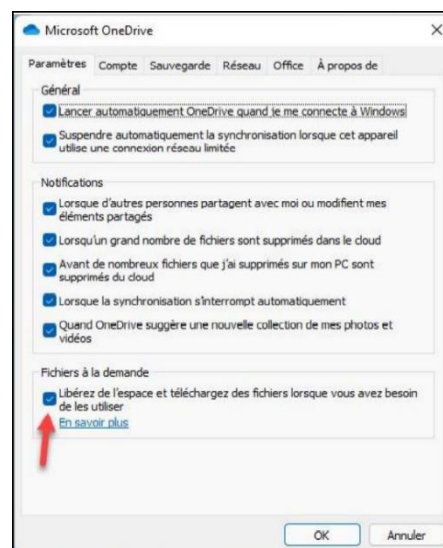 Microsoft OneDrive
Paramètres Compte Sauvegarde Réseau Office À propos de
Général
Lancer automatiquement OneDrive quand je me connecte à Windows
Suspendre automatiquement la synchronisation lorsque cet appareil
utilise une connexion réseau limitée
Notifications
Lorsque d'autres personnes partagent avec moi ou modifient mes
éléments partagés
Lorsqu'un grand nombre de fichiers sont supprimés dans le cloud
Avant de nombreux fichiers que j'ai supprimés sur mon PC sont
supprimés du cloud
Lorsque la synchronisation s'interrompt automatiquement
Quand OneDrive suggère une nouvelle collection de mes photos et
vidéos
Fichiers à la demande
Libérez de l'espace et téléchargez des fichiers lorsque vous avez besoin
de les utiliser
En savoir plus
OK Annuler